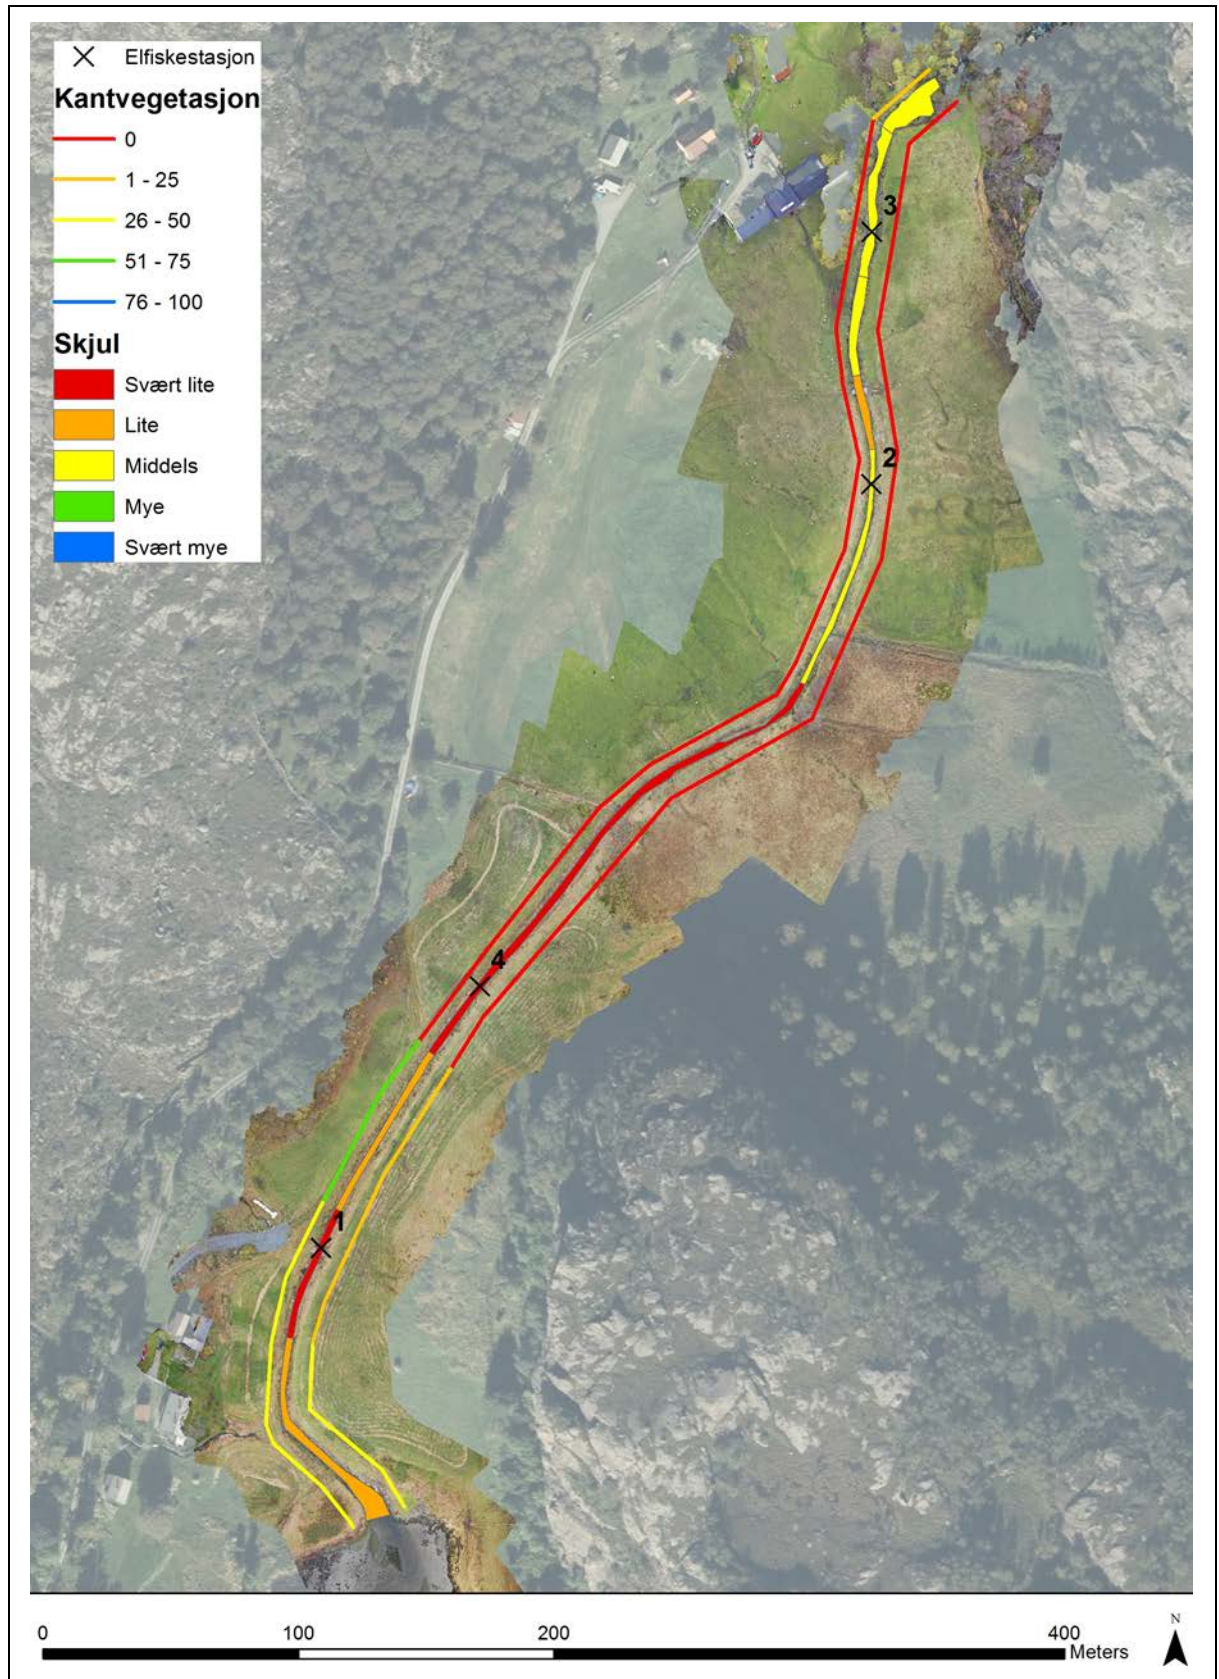 Elfiskestasjon
Kantvegetasjon
0
1 - 25
26 - 50
51 - 75
76 - 100
Skjul
Svært lite
Lite
Middels
Mye
Svært mye
3
2
4
1
0 100 200 400
Meters
N